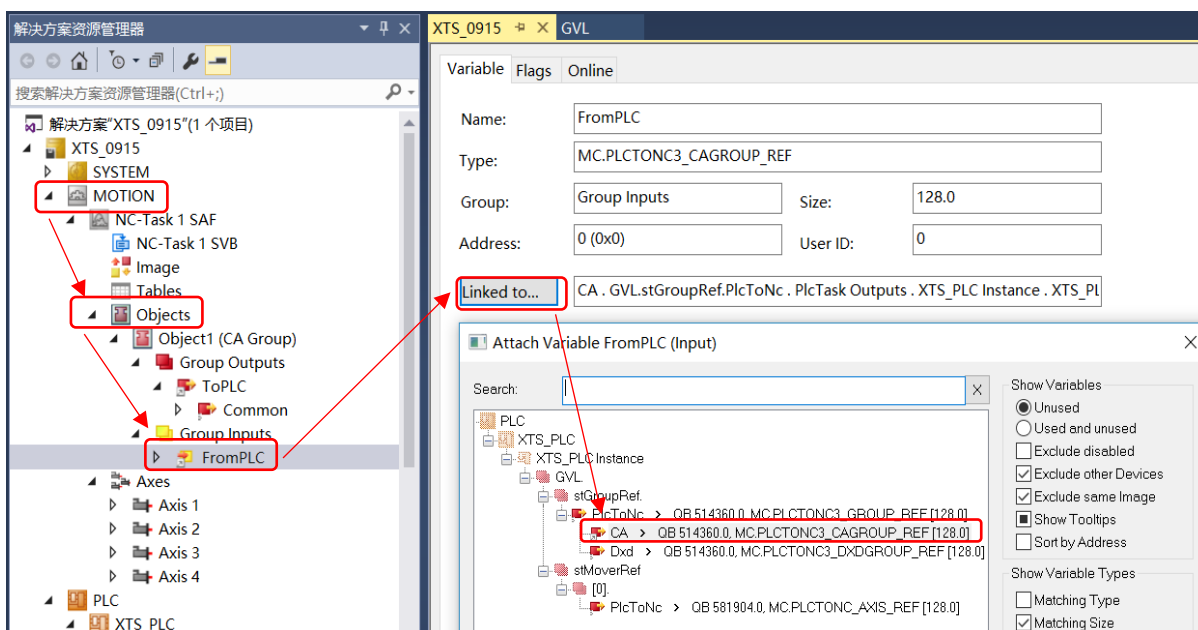 解决方案资源管理器
搜索解决方案资源管理器(Ctrl+;)
解决方案"XTS_0915"(1 个项目)
XTS_0915
SYSTEM
MOTION
NC-Task 1 SAF
NC-Task 1 SVB
Image
Tables
Objects
Object1 (CA Group)
Group Outputs
ToPLC
Common
Group Inputs
FromPLC
Axes
Axis 1
Axis 2
Axis 3
Axis 4
PLC
XTS PLC
XTS_0915 GVL
Variable Flags Online
Name: FromPLC
Type: MC.PLCTONC3_CAGROUP_REF
Group: Group Inputs Size: 128.0
Address: 0 (0x0) User ID: 0
Linked to... CA . GVL.stGroupRef.PlcToNc . PlcTask Outputs . XTS_PLC Instance . XTS_PL
Attach Variable FromPLC (Input)
Search:
PLC
XTS_PLC
XTS_PLC Instance
GVL.
stGroupRef.
PlcToNc > QB 514360.0, MC.PLCTONC3_GROUP_REF [128.0]
CA > QB 514360.0, MC.PLCTONC3_CAGROUP_REF [128.0]
Dxd > QB 514360.0, MC.PLCTONC3_DXDGROUP_REF [128.0]
stMoverRef
[0].
PlcToNc > QB 581904.0, MC.PLCTONC_AXIS_REF [128.0]
Show Variables
Unused
Used and unused
Exclude disabled
Exclude other Devices
Exclude same Image
Show Tooltips
Sort by Address
Show Variable Types
Matching Type
Matching Size